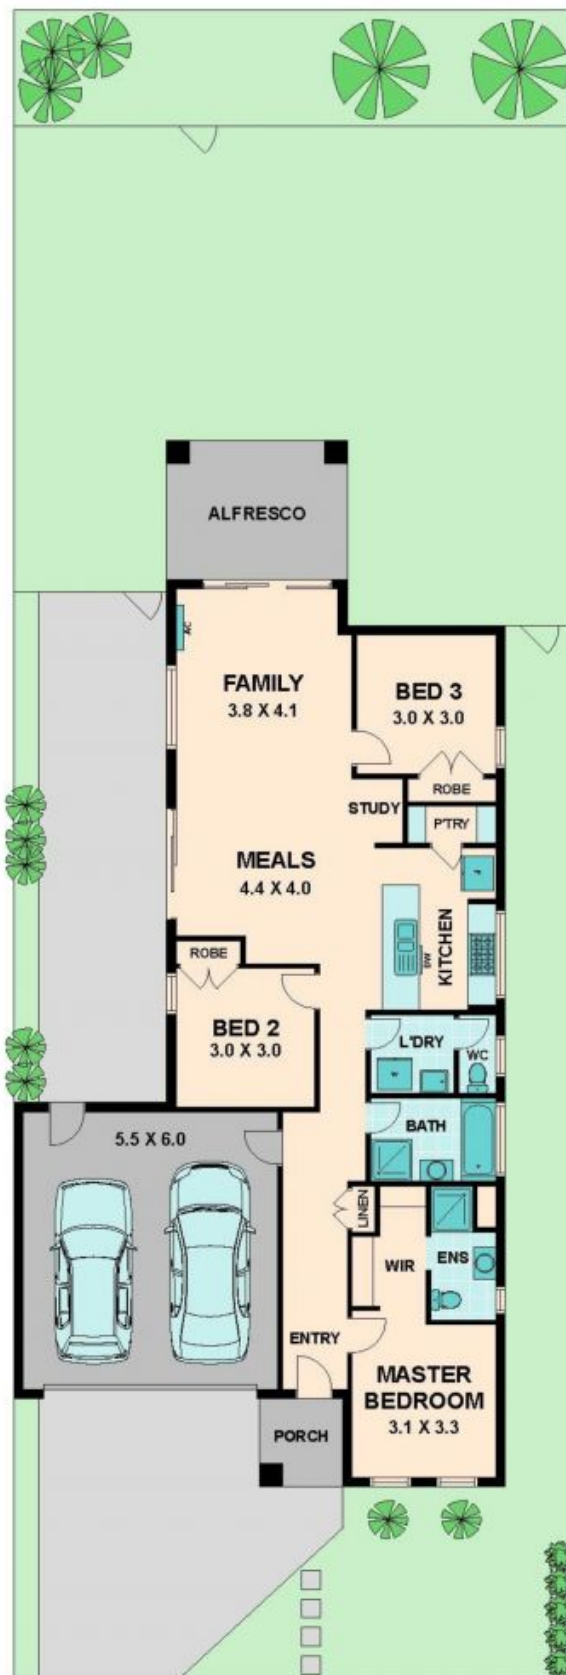 ALFRESCO
AC
FAMILY
3.8 X 4.1
BED 3
3.0 X 3.0
ROBE
STUDY
P'TRY
MEALS
4.4 X 4.0
KITCHEN
DW
ROBE
BED 2
3.0 X 3.0
L'DRY
WC
BATH
5.5 X 6.0
LINEN
WIR
ENS
ENTRY
MASTER
BEDROOM
3.1 X 3.3
PORCH